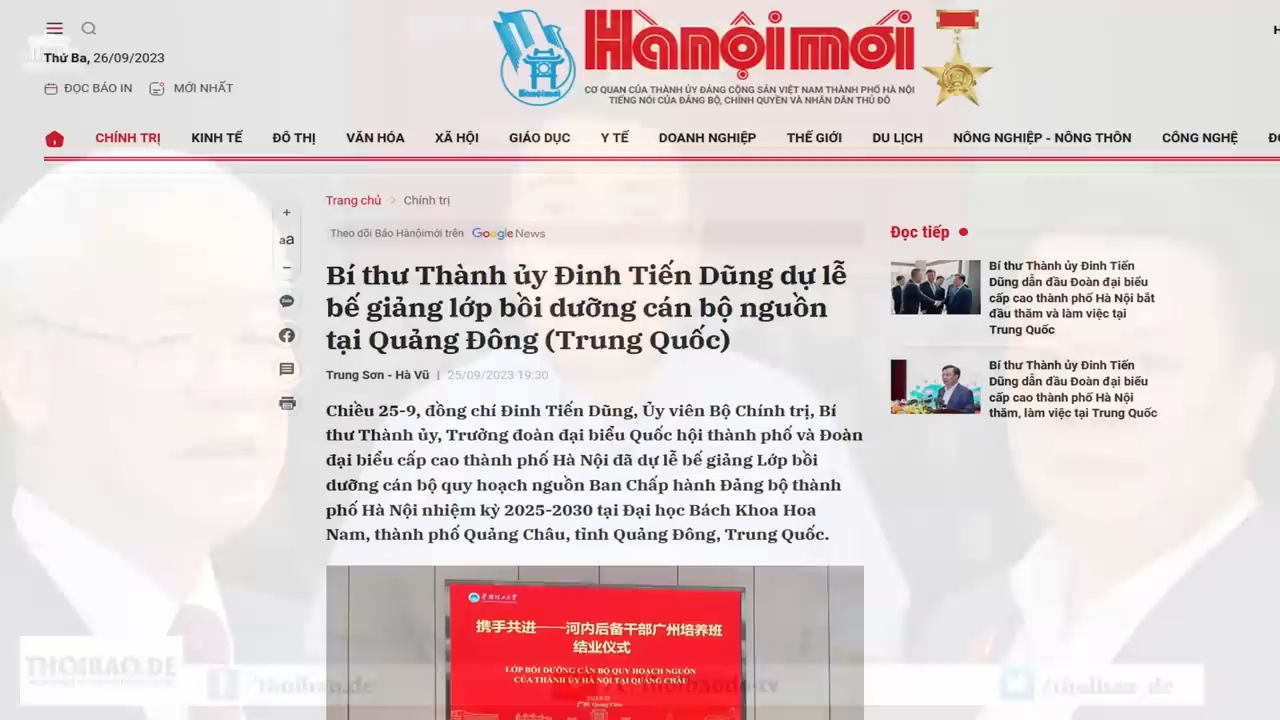 Thứ Ba, 26/09/2023
ĐỌC BÁO IN
MỚI NHẤT
Hànộimới
Hànộimới
CƠ QUAN CỦA THÀNH ỦY ĐẢNG CỘNG SẢN VIỆT NAM THÀNH PHỐ HÀ NỘI
TIẾNG NÓI CỦA ĐẢNG BỘ, CHÍNH QUYỀN VÀ NHÂN DÂN THỦ ĐÔ
H
CHÍNH TRỊ KINH TẾ ĐÔ THỊ VĂN HÓA XÃ HỘI GIÁO DỤC Y TẾ DOANH NGHIỆP THẾ GIỚI DU LỊCH NÔNG NGHIỆP - NÔNG THÔN CÔNG NGHỆ
+
aA
−
Zalo
Trang chủ > Chính trị
Theo dõi Báo Hànộimới trên Google News
Bí thư Thành ủy Đinh Tiến Dũng dự lễ
bế giảng lớp bồi dưỡng cán bộ nguồn
tại Quảng Đông (Trung Quốc)
Trung Sơn - Hà Vũ | 25/09/2023 19:30
Chiều 25-9, đồng chí Đinh Tiến Dũng, Ủy viên Bộ Chính trị, Bí
thư Thành ủy, Trưởng đoàn đại biểu Quốc hội thành phố và Đoàn
đại biểu cấp cao thành phố Hà Nội đã dự lễ bế giảng Lớp bồi
dưỡng cán bộ quy hoạch nguồn Ban Chấp hành Đảng bộ thành
phố Hà Nội nhiệm kỳ 2025-2030 tại Đại học Bách Khoa Hoa
Nam, thành phố Quảng Châu, tỉnh Quảng Đông, Trung Quốc.
携手共进——河内后备干部广州培养班
结业仪式
LỚP BỒI DƯỠNG CÁN BỘ QUY HOẠCH NGUỒN
CỦA THÀNH ỦY HÀ NỘI TẠI QUẢNG CHÂU
Đọc tiếp
Bí thư Thành ủy Đinh Tiến
Dũng dẫn đầu Đoàn đại biểu
cấp cao thành phố Hà Nội bắt
đầu thăm và làm việc tại
Trung Quốc
Bí thư Thành ủy Đinh Tiến
Dũng dẫn đầu Đoàn đại biểu
cấp cao thành phố Hà Nội
thăm, làm việc tại Trung Quốc
THOIBAO.DE
/thoibao.de
/thoibao_de